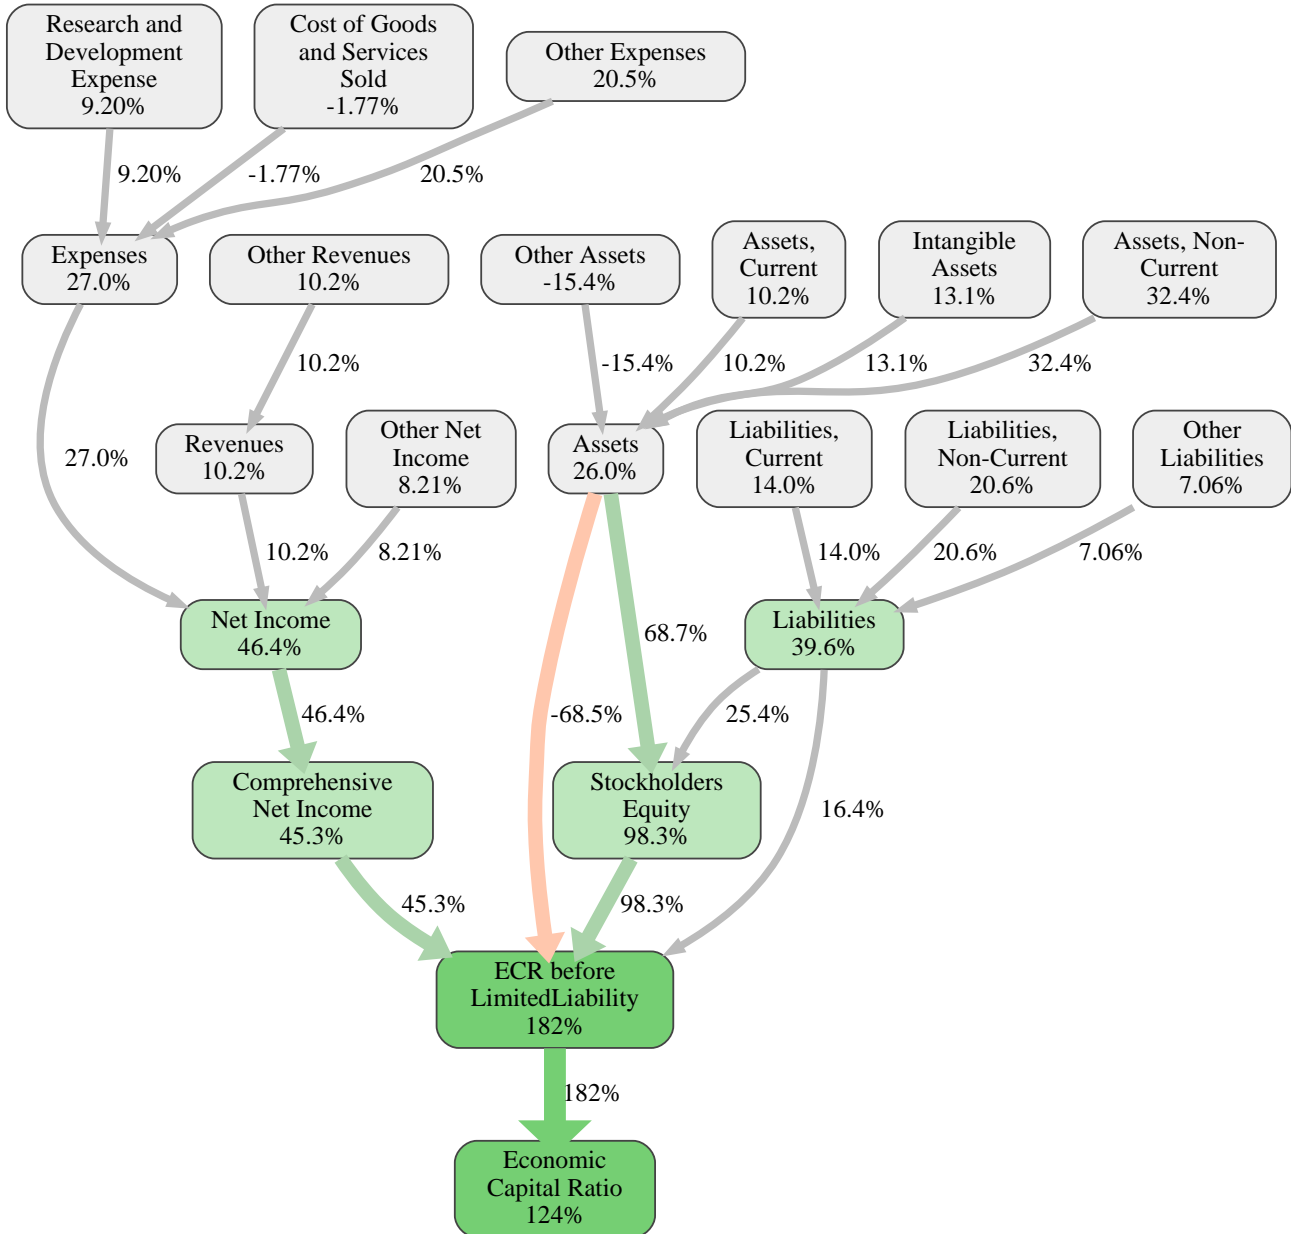 Research and
Development
Expense
9.20%
Cost of Goods
and Services
Sold
-1.77%
Other Expenses
20.5%
9.20%
-1.77%
20.5%
Expenses
27.0%
Other Revenues
10.2%
Other Assets
-15.4%
Assets,
Current
10.2%
Intangible
Assets
13.1%
Assets, Non-
Current
32.4%
10.2%
-15.4%
10.2%
13.1%
32.4%
27.0%
Revenues
10.2%
Other Net
Income
8.21%
Assets
26.0%
Liabilities,
Current
14.0%
Liabilities,
Non-Current
20.6%
Other
Liabilities
7.06%
10.2%
8.21%
14.0%
20.6%
7.06%
Net Income
46.4%
68.7%
Liabilities
39.6%
46.4%
-68.5%
25.4%
Comprehensive
Net Income
45.3%
Stockholders
Equity
98.3%
16.4%
45.3%
98.3%
ECR before
LimitedLiability
182%
182%
Economic
Capital Ratio
124%